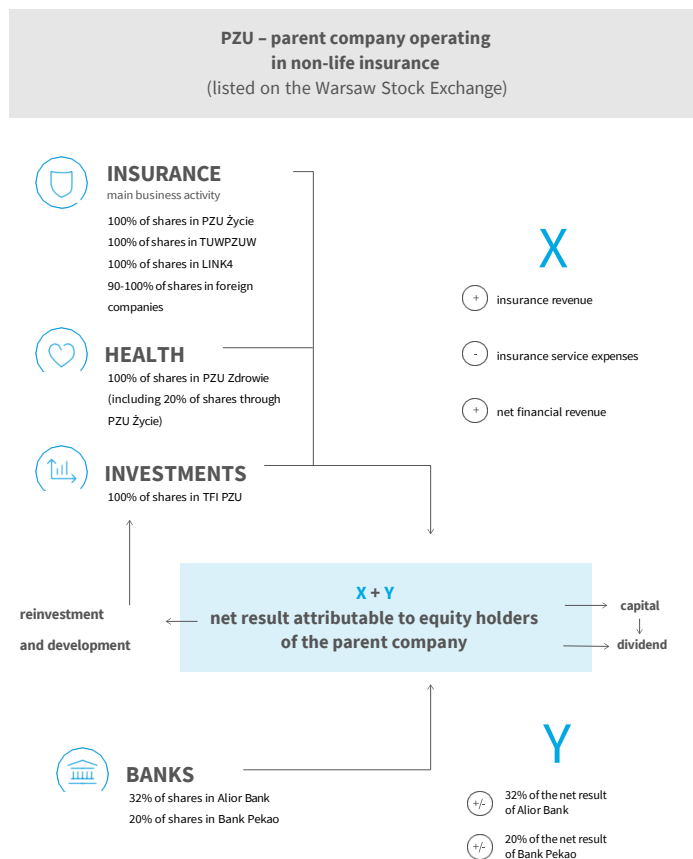 PZU – parent company operating
in non-life insurance
(listed on the Warsaw Stock Exchange)
INSURANCE
main business activity
100% of shares in PZU Życie
100% of shares in TUWPZUW
100% of shares in LINK4
90-100% of shares in foreign
companies
X
+ insurance revenue
- insurance service expenses
+ net financial revenue
HEALTH
100% of shares in PZU Zdrowie
(including 20% of shares through
PZU Życie)
INVESTMENTS
100% of shares in TFI PZU
reinvestment
and development
X + Y
net result attributable to equity holders
of the parent company
capital
dividend
BANKS
32% of shares in Alior Bank
20% of shares in Bank Pekao
Y
+/- 32% of the net result
of Alior Bank
+/- 20% of the net result
of Bank Pekao